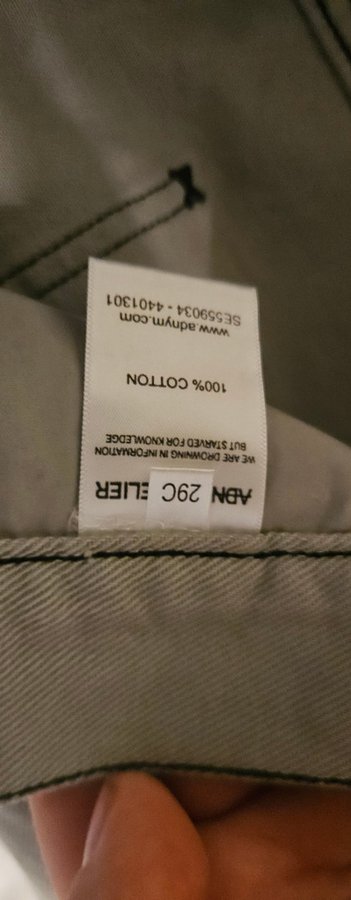 ADN 29C ELIER
WE ARE DROWNING IN INFORMATION
BUT STARVED FOR KNOWLEDGE
100% COTTON
www.adnym.com
SE559034 - 4401301